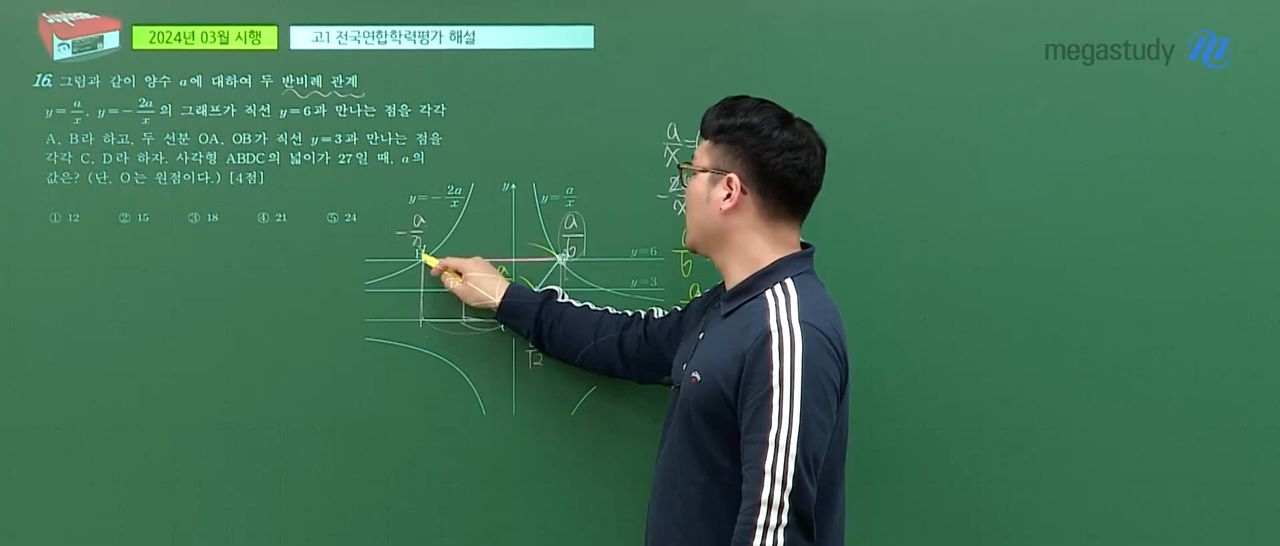 2024년 03월 시행
고1 전국연합학력평가 해설
megastudy
16. 그림과 같이 양수 a에 대하여 두 반비례 관계
y=a/x, y=-2a/x의 그래프가 직선 y=6과 만나는 점을 각각
A, B라 하고, 두 선분 OA, OB가 직선 y=3과 만나는 점을
각각 C, D라 하자. 사각형 ABDC의 넓이가 27일 때, a의
값은? (단, O는 원점이다.) [4점]
① 12 ② 15 ③ 18 ④ 21 ⑤ 24
y=-2a/x
y
y=a/x
a/6
y=6
y=3
a/x=